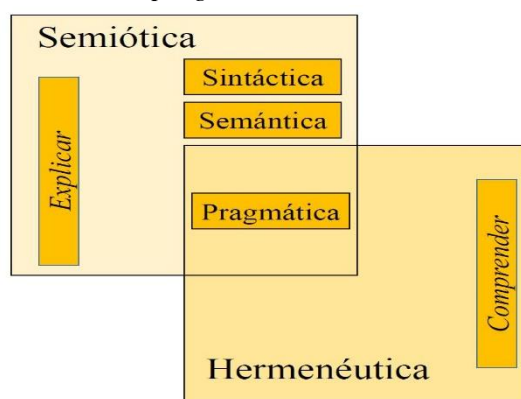 Semiótica
Sintáctica
Semántica
Explicar
Pragmática
Comprender
Hermenéutica